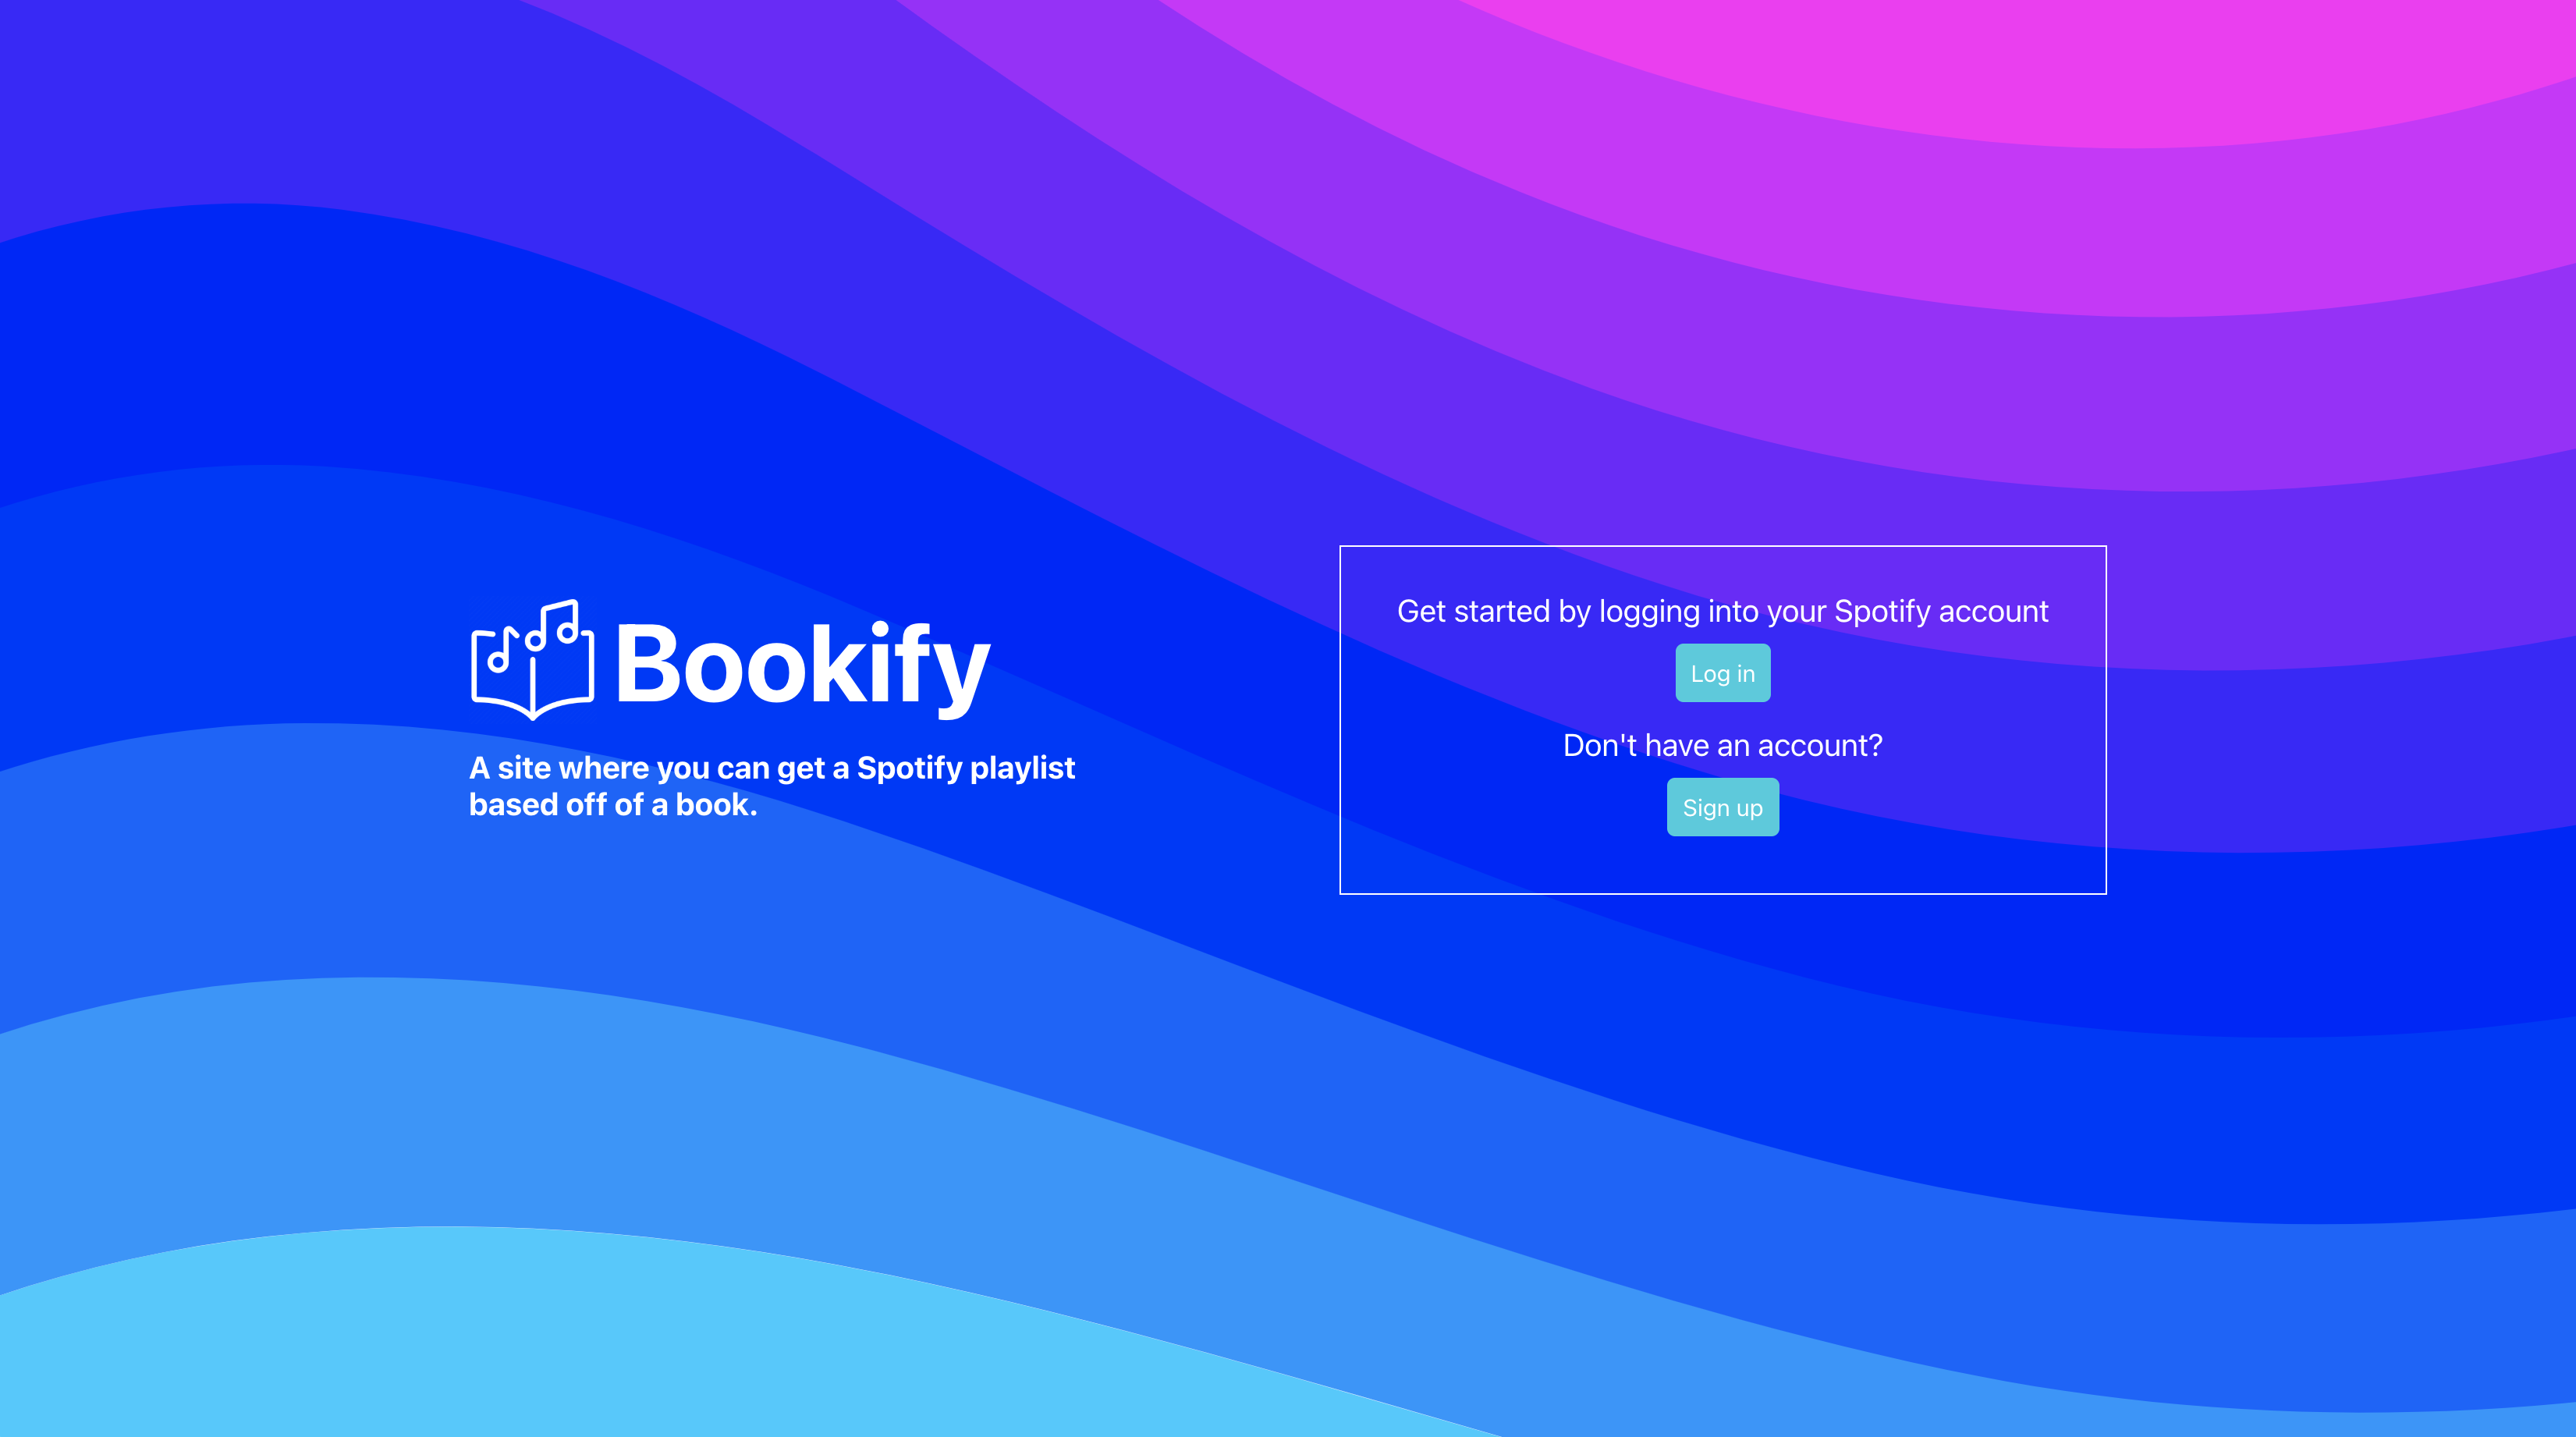 Bookify
A site where you can get a Spotify playlist
based off of a book.
Get started by logging into your Spotify account
Log in
Don't have an account?
Sign up